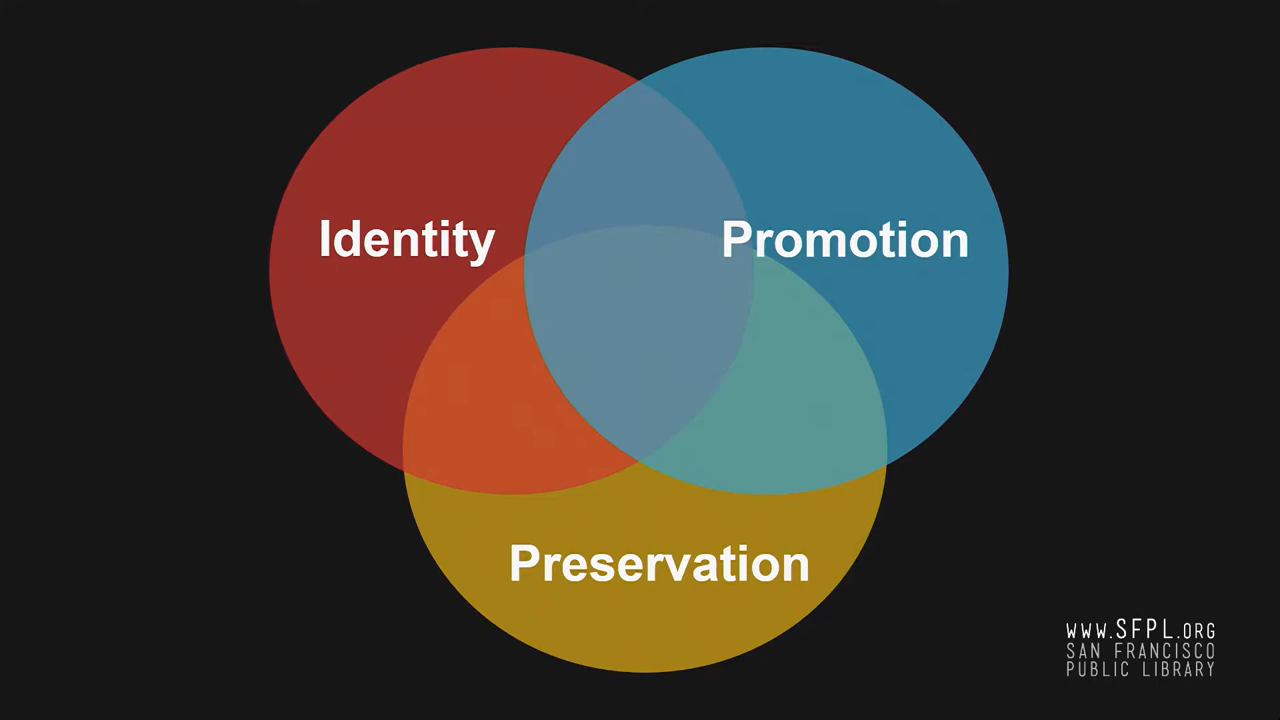 Identity
Promotion
Preservation
www.SFPL.ORG
SAN FRANCISCO
PUBLIC LIBRARY